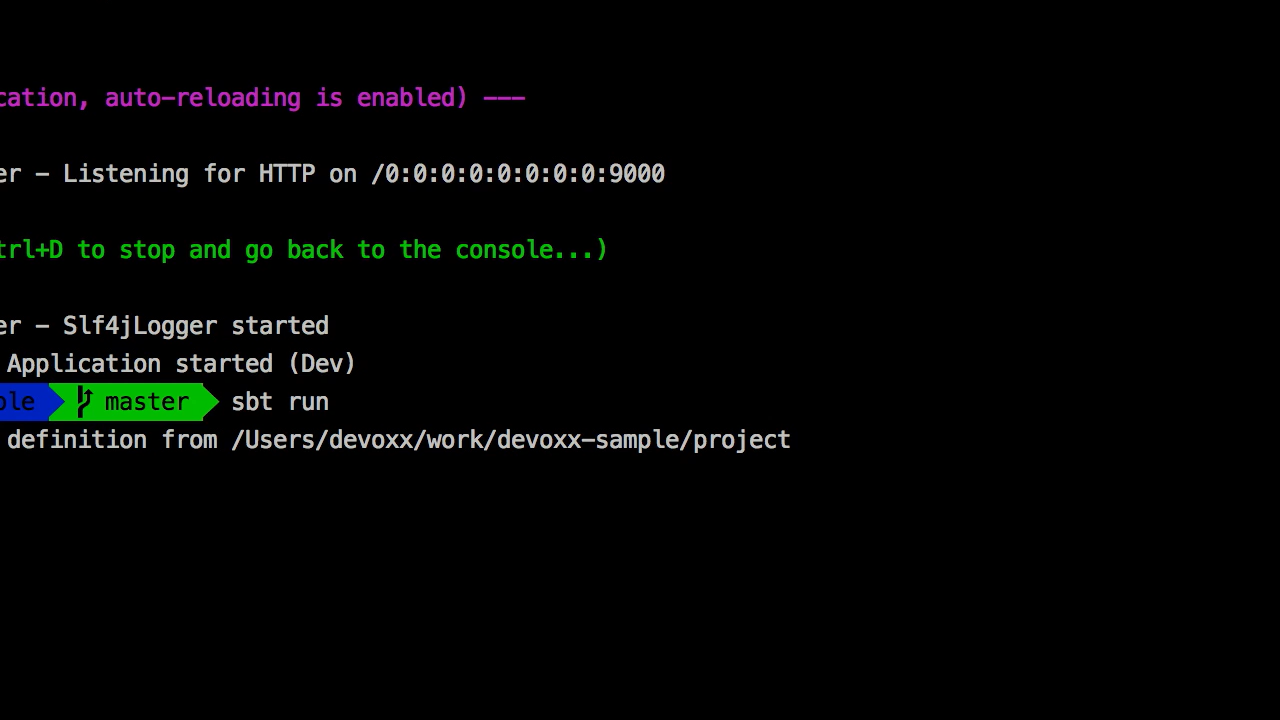 cation, auto-reloading is enabled) ---
er - Listening for HTTP on /0:0:0:0:0:0:0:0:9000
trl+D to stop and go back to the console...)
er - Slf4jLogger started
Application started (Dev)
ple master sbt run
definition from /Users/devoxx/work/devoxx-sample/project